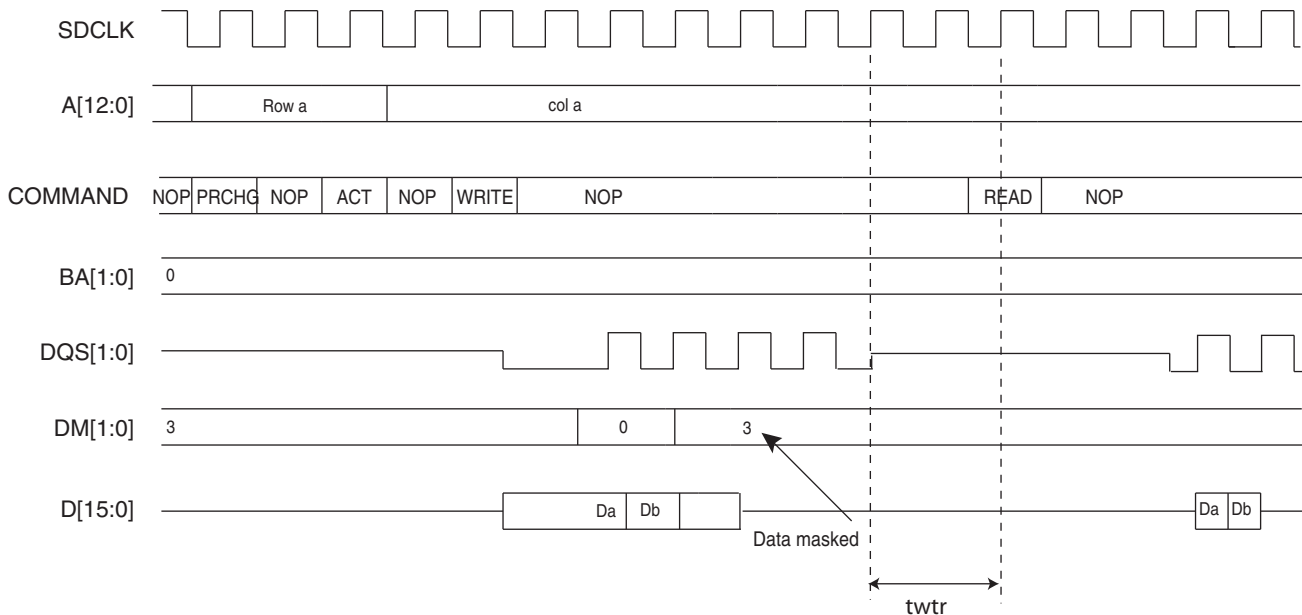 SDCLK
A[12:0] Row a col a
COMMAND NOP PRCHG NOP ACT NOP WRITE NOP READ NOP
BA[1:0] 0
DQS[1:0]
DM[1:0] 3 0 3
D[15:0] Da Db Da Db
Data masked
twtr